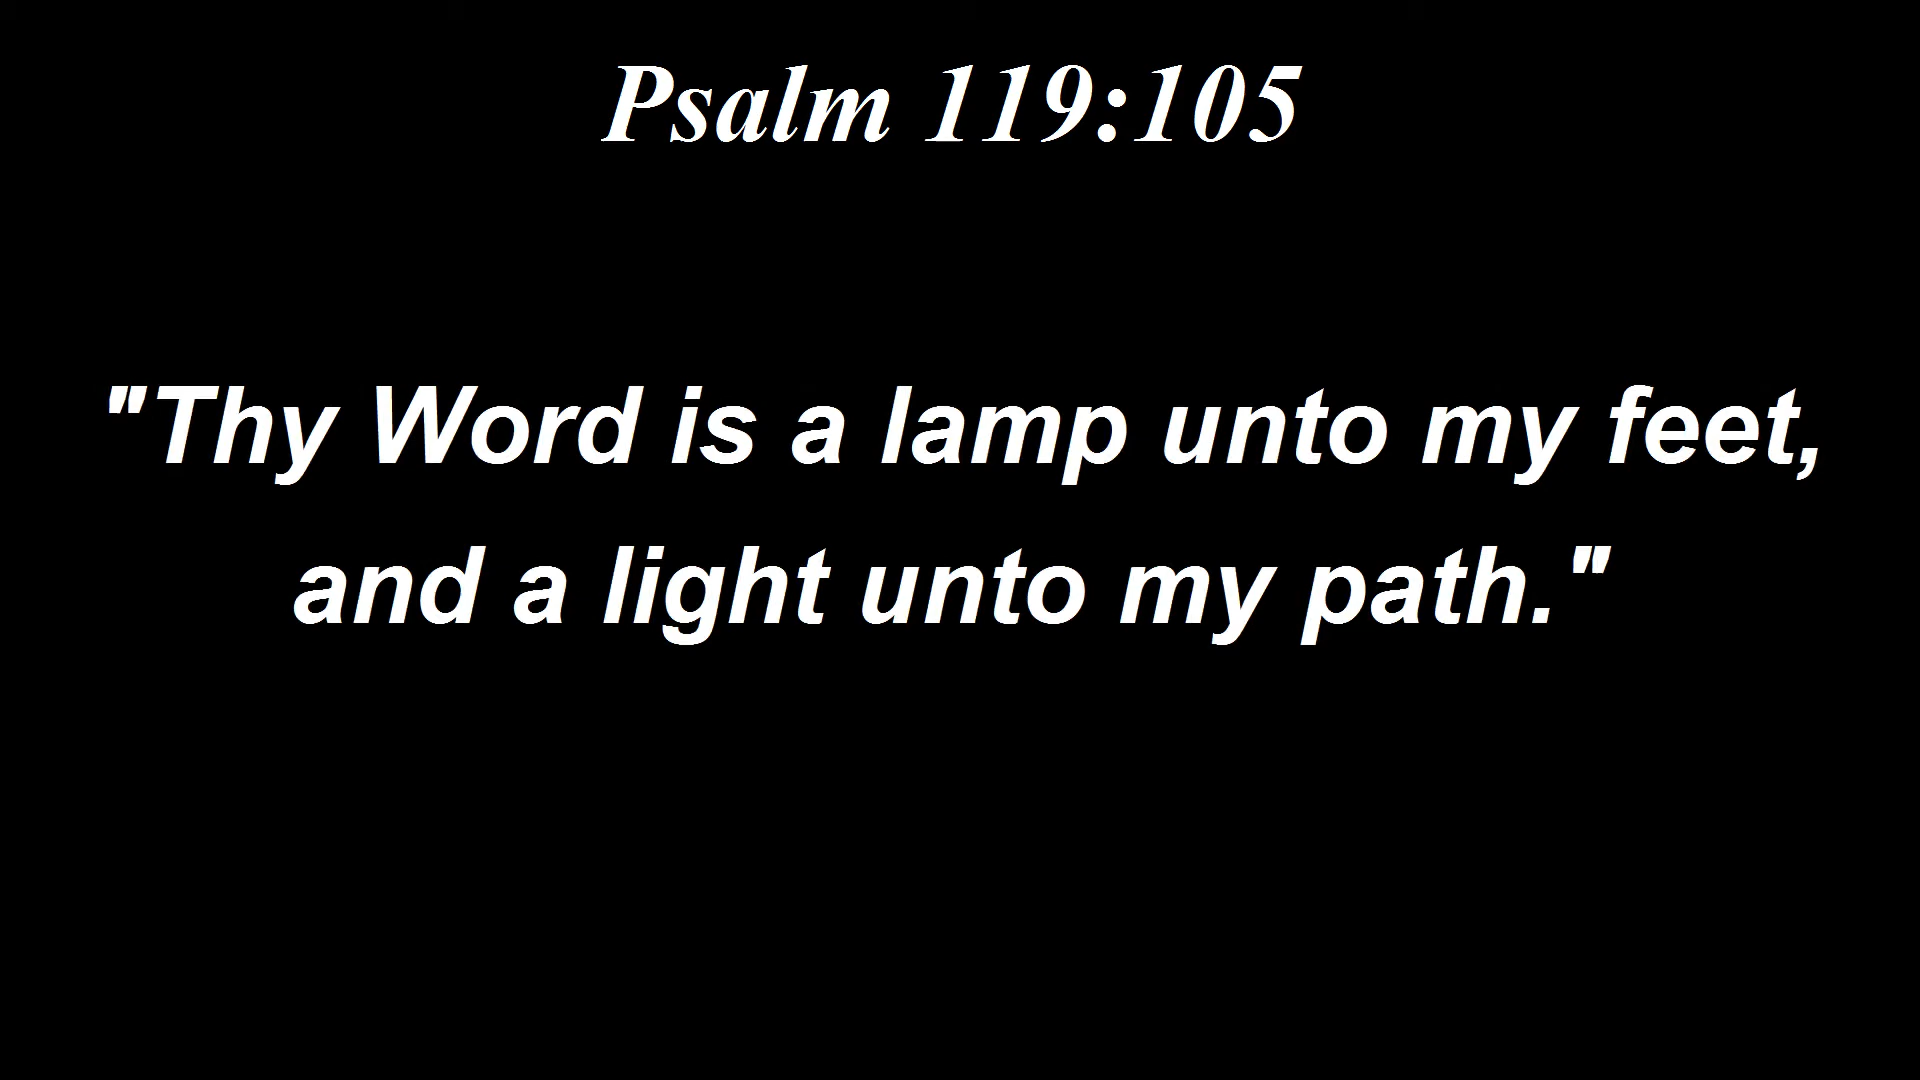 Psalm 119:105
"Thy Word is a lamp unto my feet,
and a light unto my path."